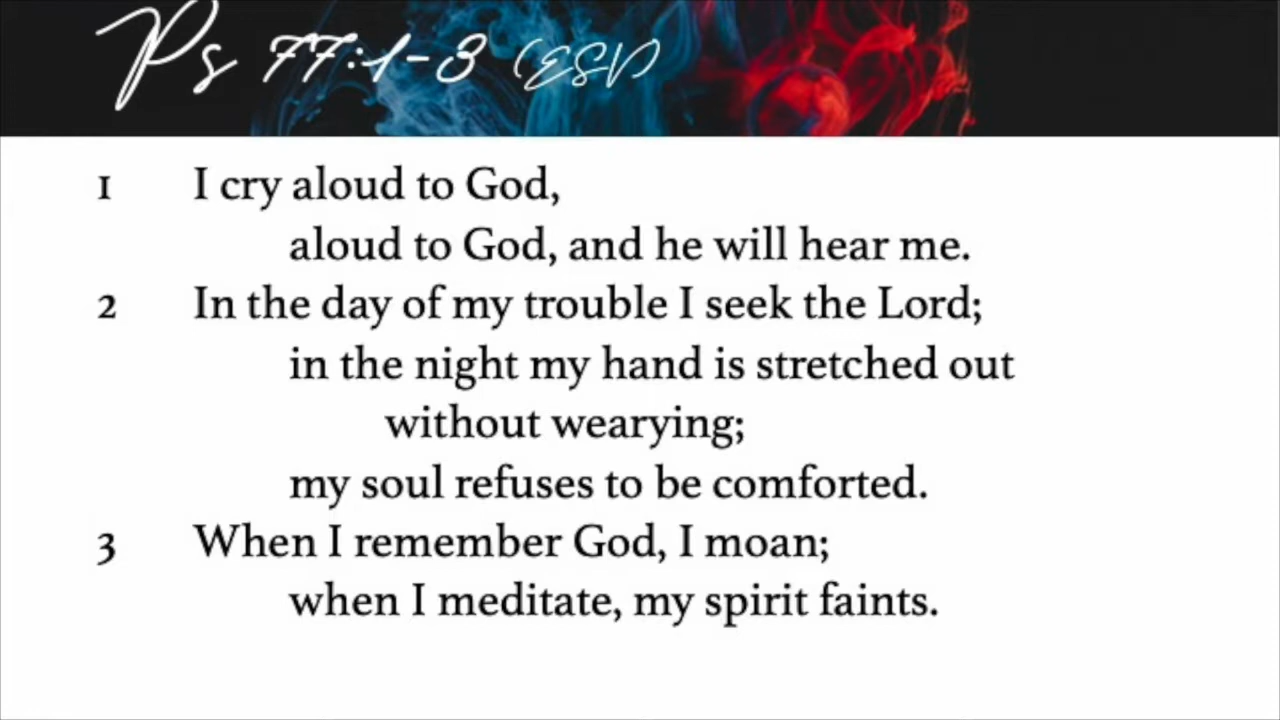 Ps 77:1-3 (ESV)
1 I cry aloud to God,
aloud to God, and he will hear me.
2 In the day of my trouble I seek the Lord;
in the night my hand is stretched out
without wearying;
my soul refuses to be comforted.
3 When I remember God, I moan;
when I meditate, my spirit faints.